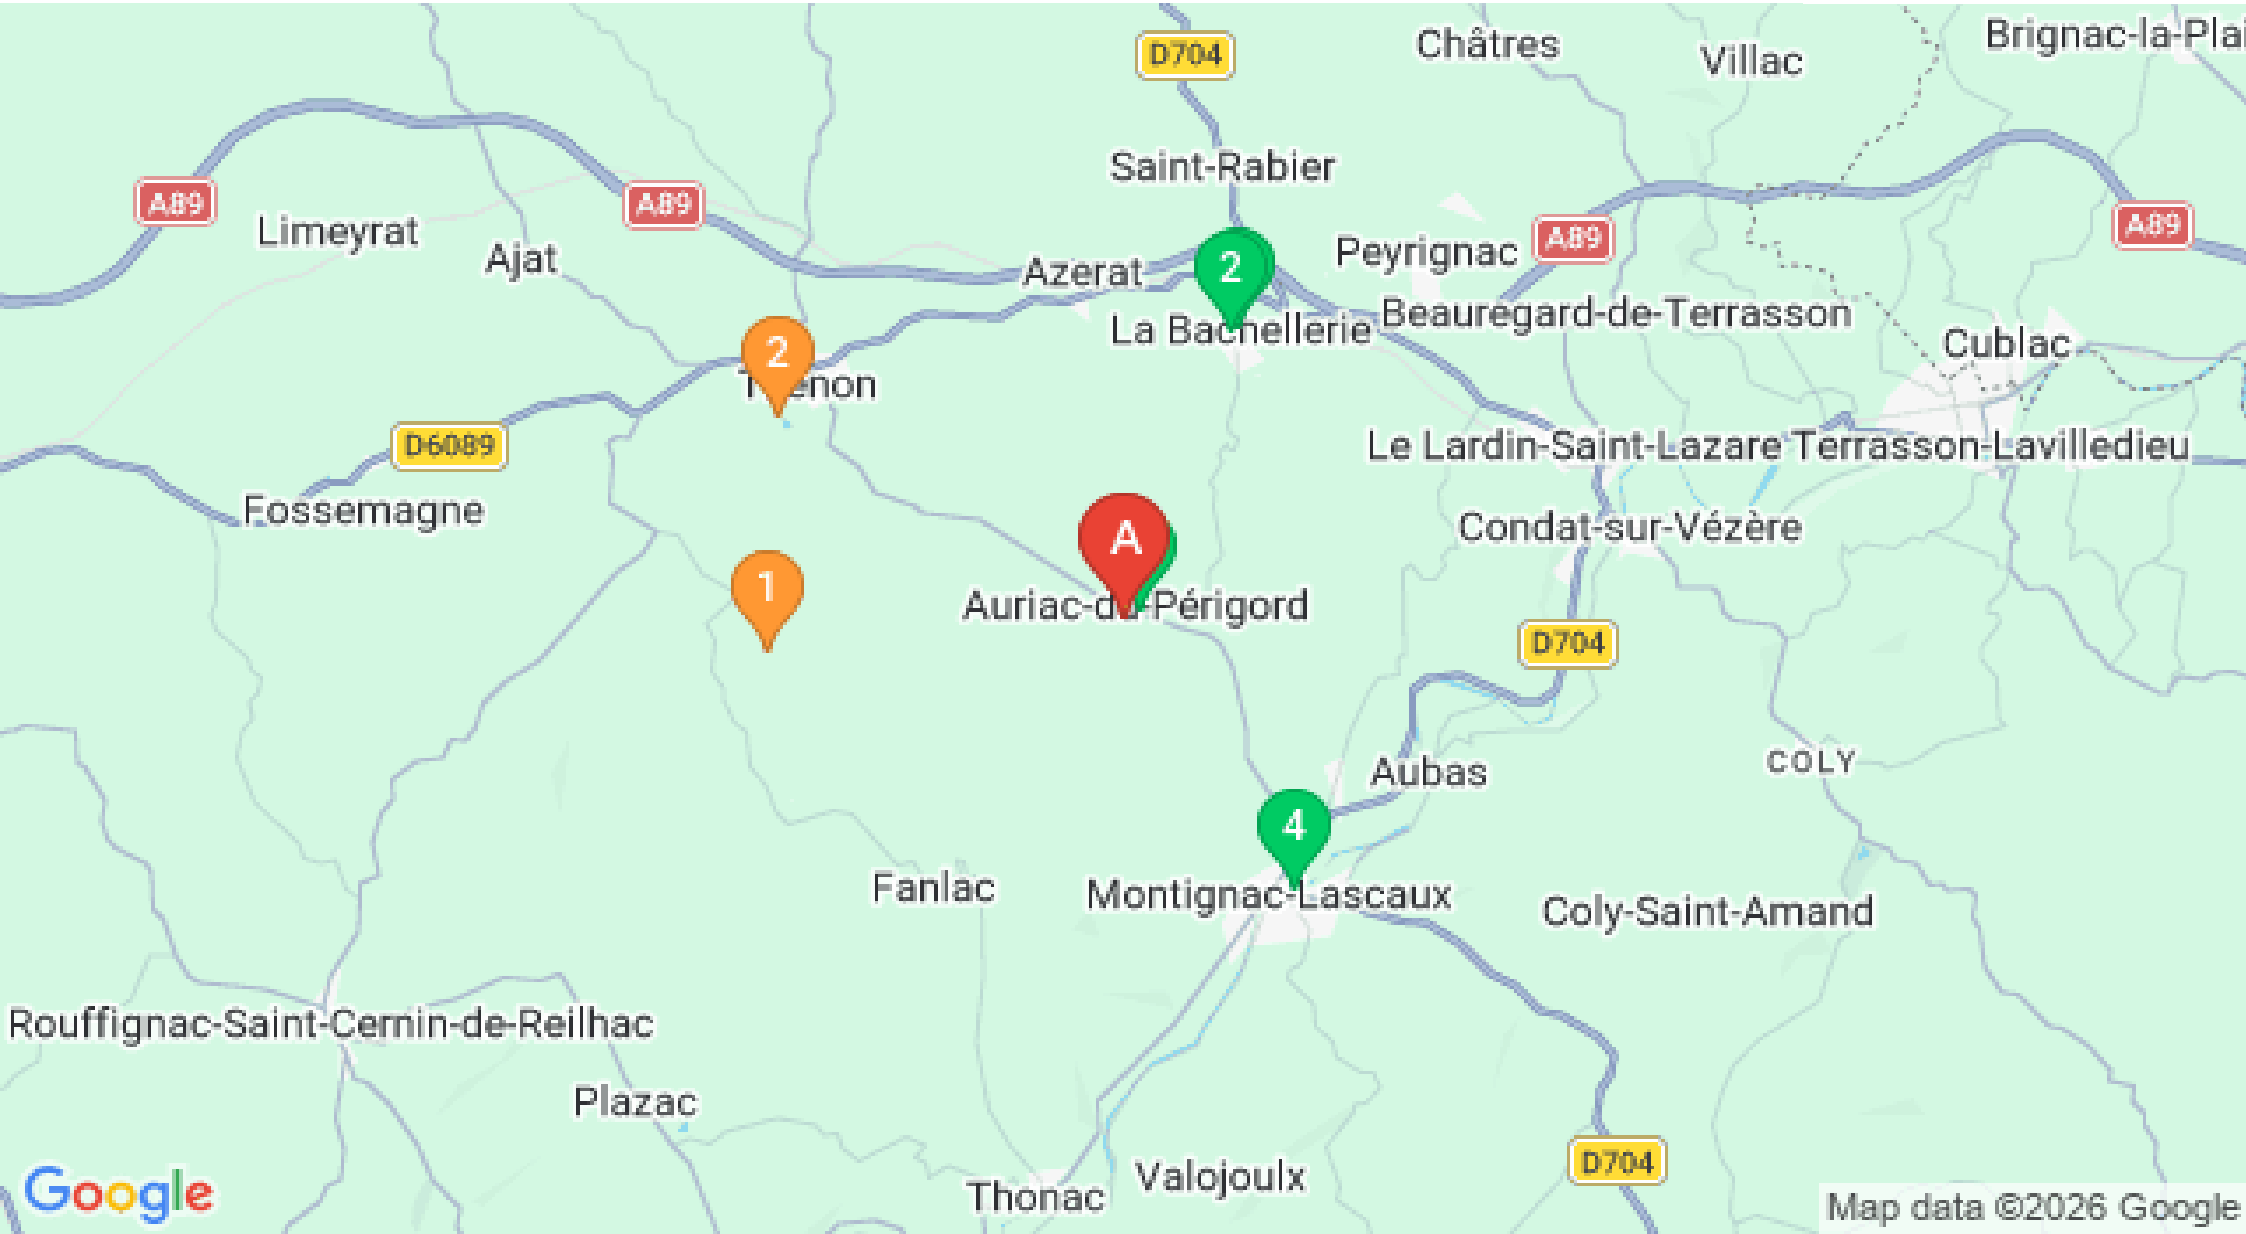 D704
Châtres
Villac
Brignac-la-Plai
Saint-Rabier
A89
Limeyrat
A89
Ajat
Azerat
2
Peyrignac
A89
A89
La Bachellerie
Beauregard-de-Terrasson
Cublac
2
Thenon
D6089
Le Lardin-Saint-Lazare
Terrasson-Lavilledieu
Fossemagne
Condat-sur-Vézère
A
1
Auriac-du-Périgord
D704
COLY
Aubas
4
Fanlac
Montignac-Lascaux
Coly-Saint-Amand
Rouffignac-Saint-Cernin-de-Reilhac
Plazac
D704
Valojoulx
Thonac
Google
Map data ©2026 Google